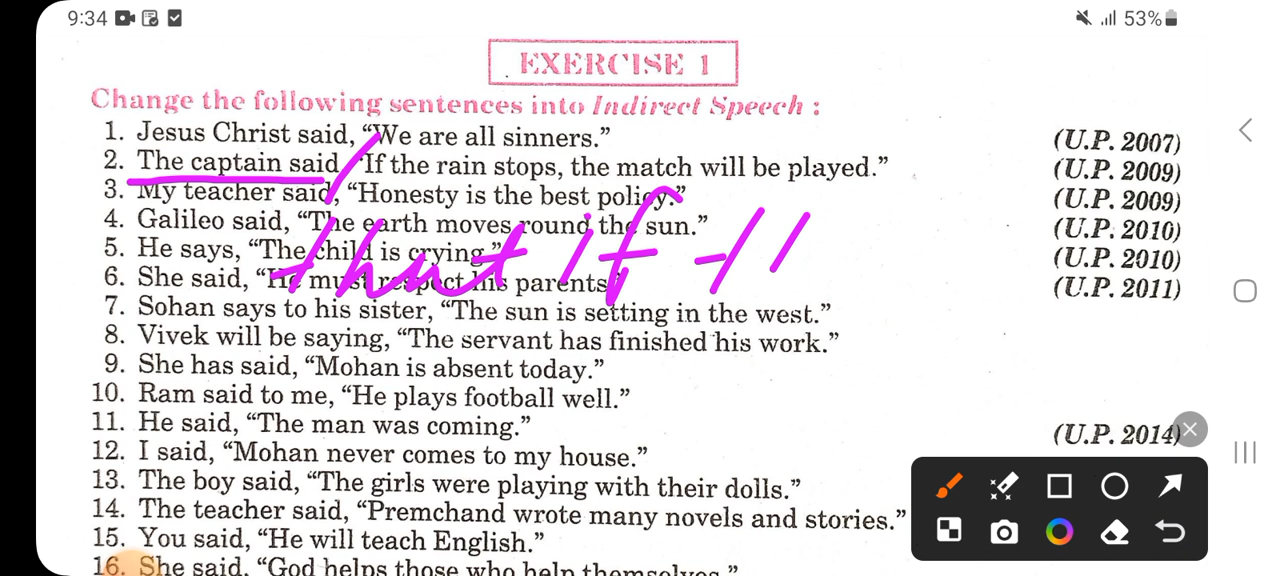 9:34 53%
EXERCISE 1
Change the following sentences into Indirect Speech :
1. Jesus Christ said, “We are all sinners.” (U.P. 2007)
2. The captain said “If the rain stops, the match will be played.” (U.P. 2009)
3. My teacher said, “Honesty is the best policy.” (U.P. 2009)
4. Galileo said, “The earth moves round the sun.” (U.P. 2010)
that if
5. He says, “The child is crying.” (U.P. 2010)
6. She said, “He must respect his parents (U.P. 2011)
7. Sohan says to his sister, “The sun is setting in the west.”
8. Vivek will be saying, “The servant has finished his work.”
9. She has said, “Mohan is absent today.”
10. Ram said to me, “He plays football well.”
11. He said, “The man was coming.” (U.P. 2014)
12. I said, “Mohan never comes to my house.”
13. The boy said, “The girls were playing with their dolls.”
14. The teacher said, “Premchand wrote many novels and stories.”
15. You said, “He will teach English.”
16. She said, “God helps those who help themselves.”